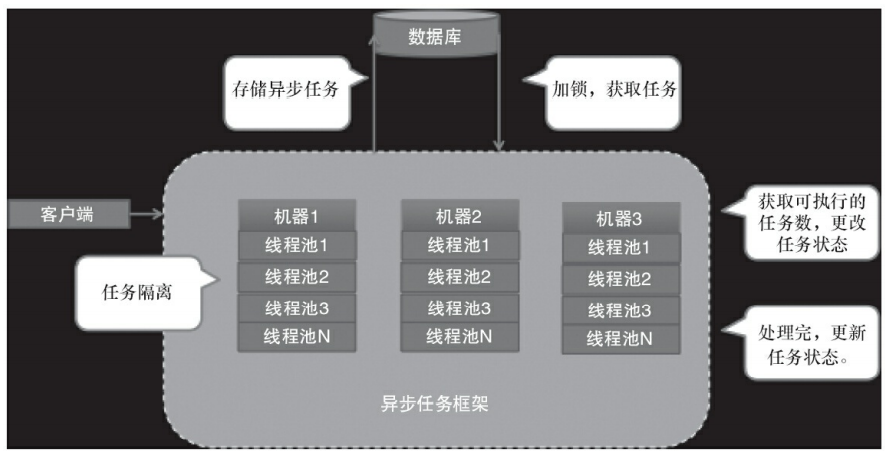 数据库
存储异步任务
加锁，获取任务
客户端
机器1
线程池1
线程池2
线程池3
线程池N
机器2
线程池1
线程池2
线程池3
线程池N
机器3
线程池1
线程池2
线程池3
线程池N
任务隔离
获取可执行的
任务数，更改
任务状态
处理完，更新
任务状态。
异步任务框架